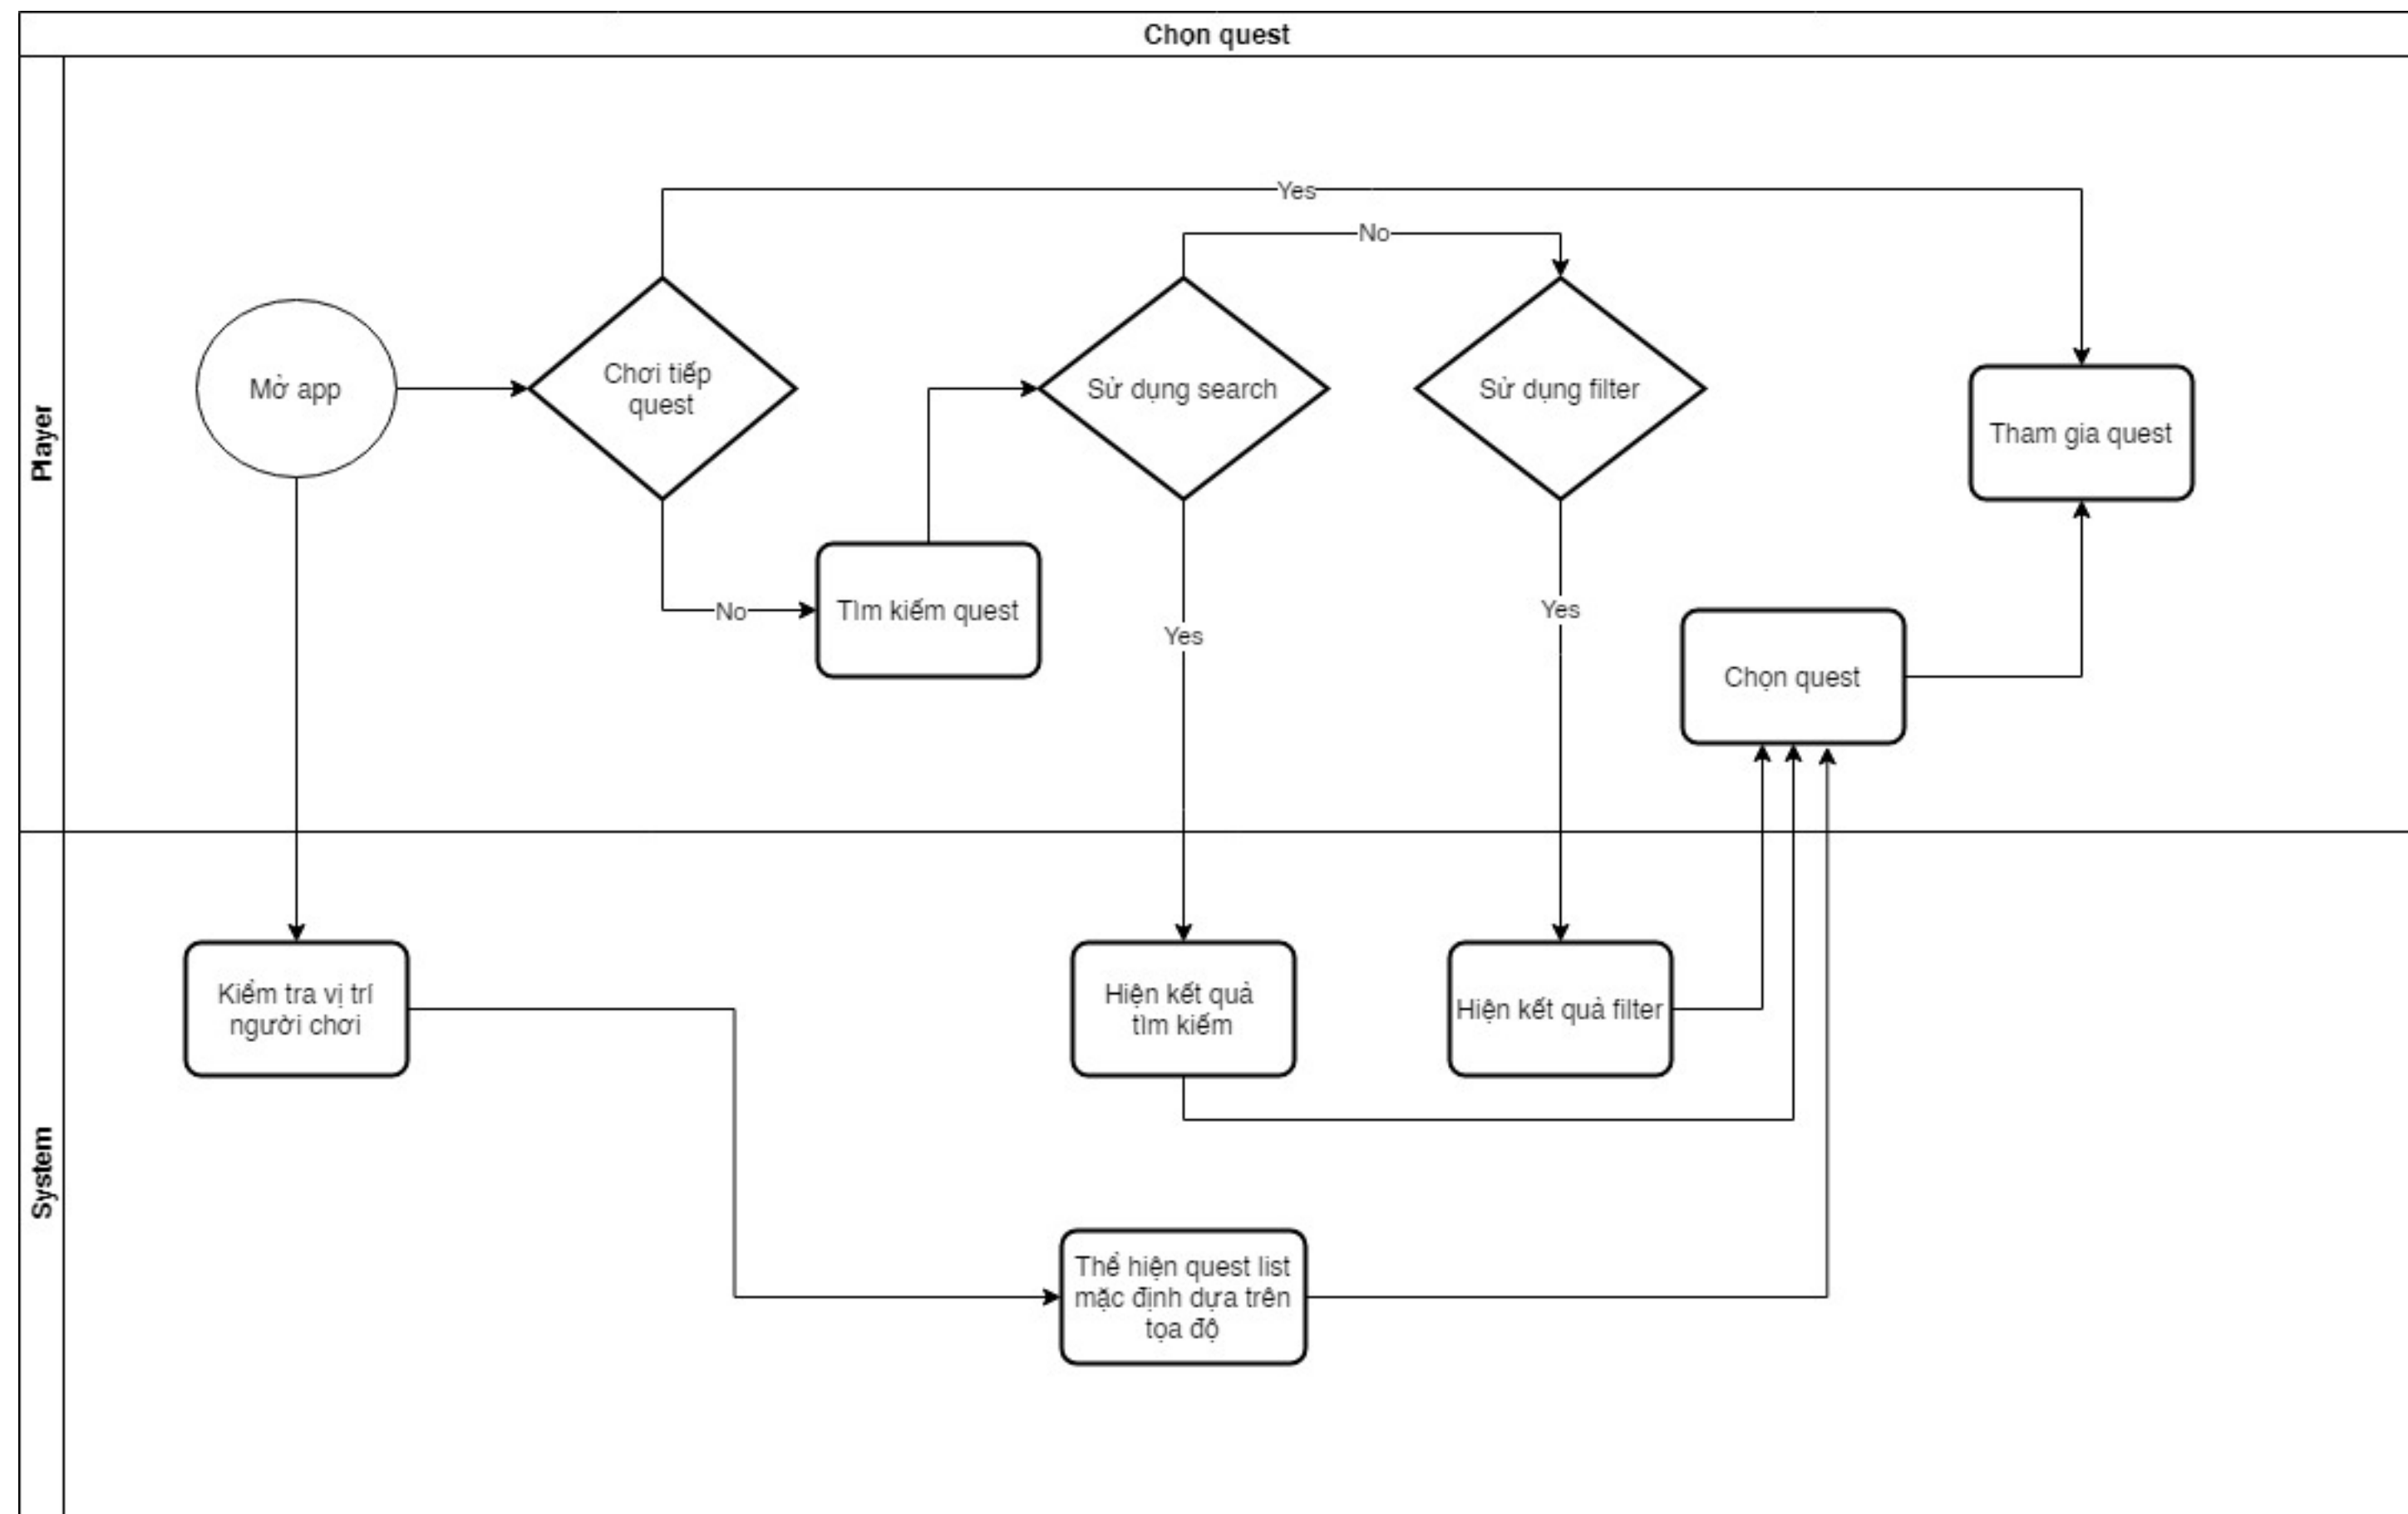 Chọn quest
Player
Yes
No
Mở app
Chơi tiếp
quest
Sử dụng search
Sử dụng filter
Tham gia quest
No
Tìm kiếm quest
Yes
Yes
Chọn quest
System
Kiểm tra vị trí
người chơi
Hiện kết quả
tìm kiếm
Hiện kết quả filter
Thể hiện quest list
mặc định dựa trên
tọa độ